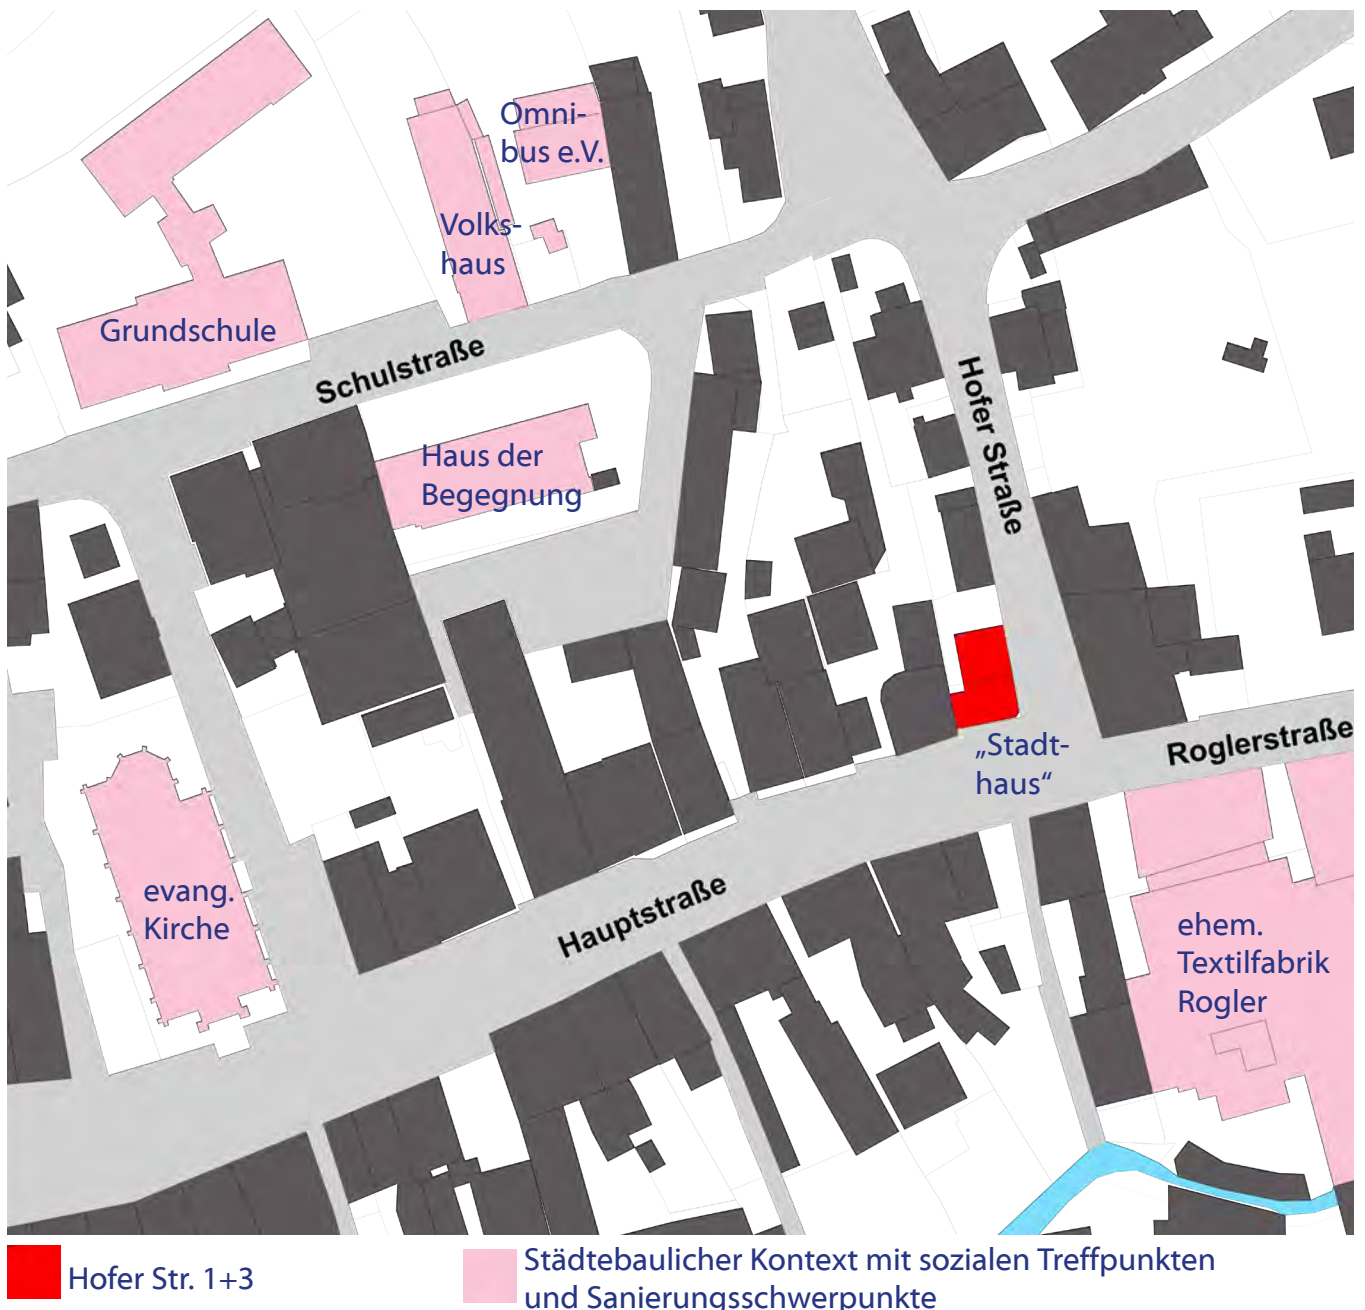 Omni-
bus e.V.
Volks-
haus
Grundschule
Schulstraße
Hofer Straße
Haus der
Begegnung
„Stadt-
haus“
Roglerstraße
evang.
Kirche
Hauptstraße
ehem.
Textilfabrik
Rogler
Hofer Str. 1+3
Städtebaulicher Kontext mit sozialen Treffpunkten
und Sanierungsschwerpunkte